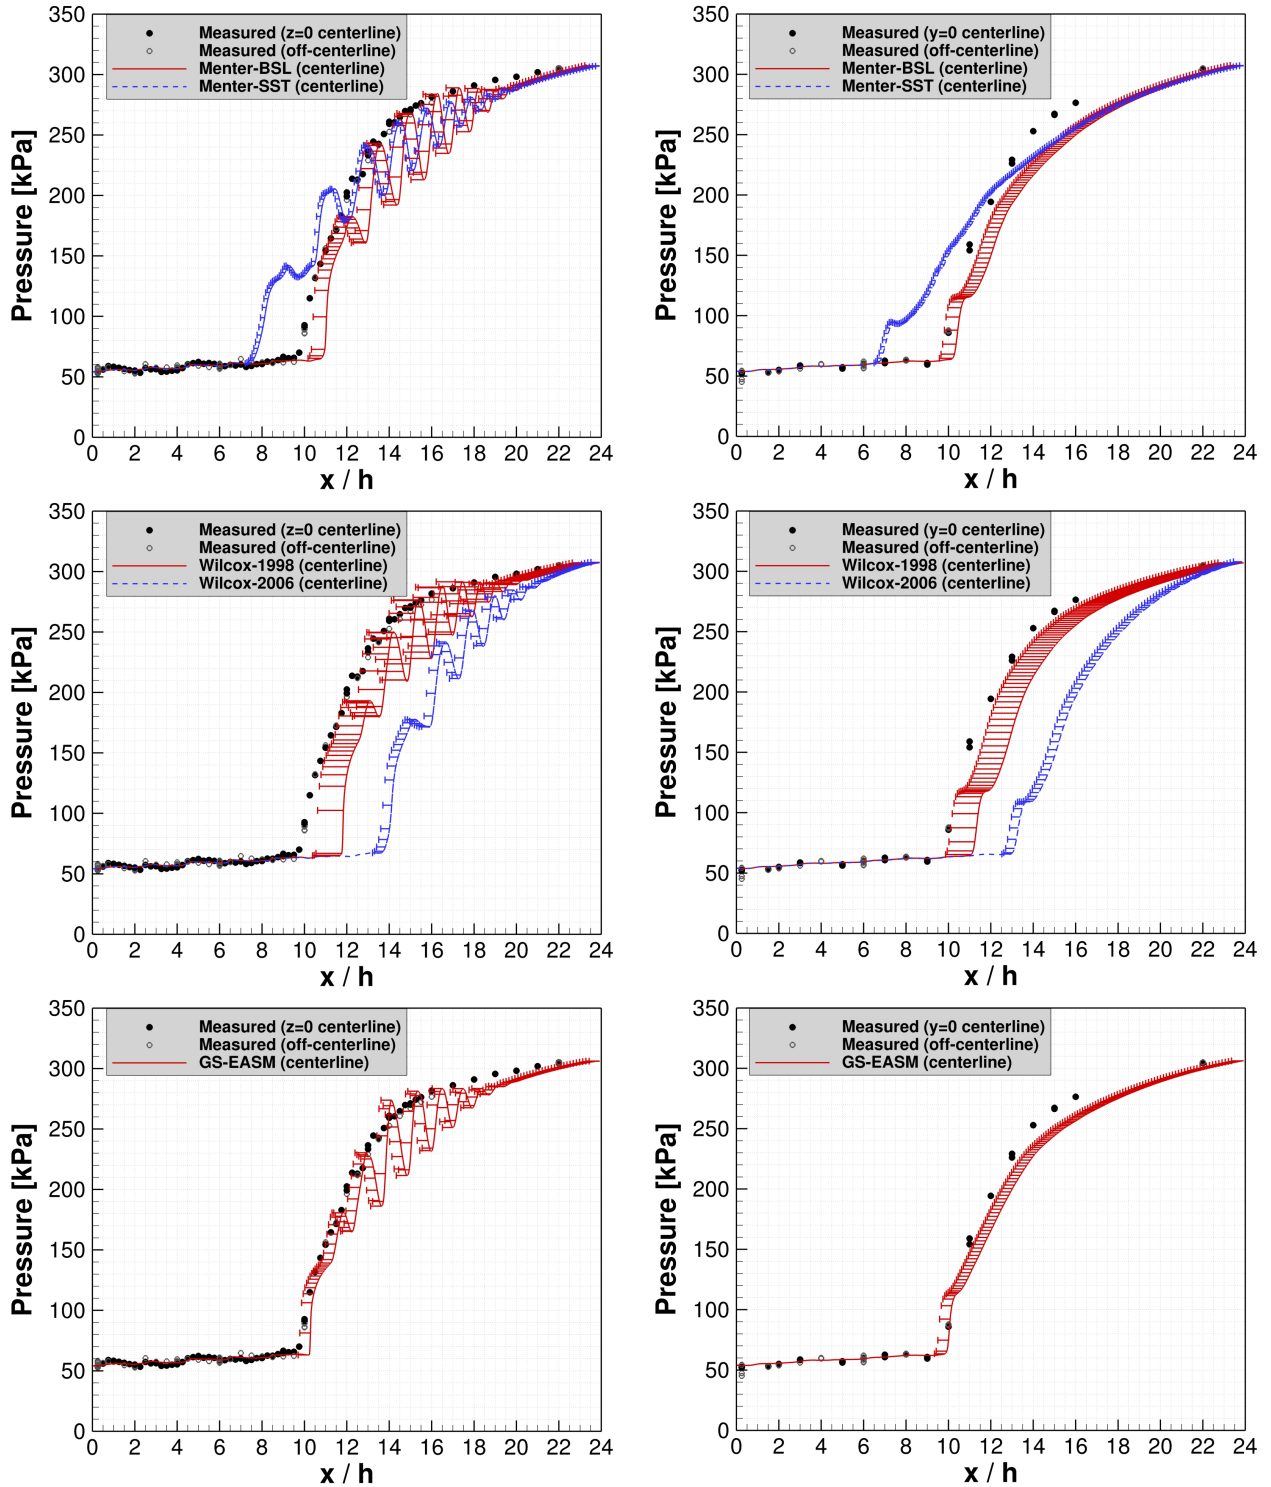 350
300
250
200
150
100
50
0
Pressure [kPa]
Measured (z=0 centerline)
Measured (off-centerline)
Menter-BSL (centerline)
Menter-SST (centerline)
0 2 4 6 8 10 12 14 16 18 20 22 24
x / h
350
300
250
200
150
100
50
0
Pressure [kPa]
Measured (y=0 centerline)
Measured (off-centerline)
Menter-BSL (centerline)
Menter-SST (centerline)
0 2 4 6 8 10 12 14 16 18 20 22 24
x / h
350
300
250
200
150
100
50
0
Pressure [kPa]
Measured (z=0 centerline)
Measured (off-centerline)
Wilcox-1998 (centerline)
Wilcox-2006 (centerline)
0 2 4 6 8 10 12 14 16 18 20 22 24
x / h
350
300
250
200
150
100
50
0
Pressure [kPa]
Measured (y=0 centerline)
Measured (off-centerline)
Wilcox-1998 (centerline)
Wilcox-2006 (centerline)
0 2 4 6 8 10 12 14 16 18 20 22 24
x / h
350
300
250
200
150
100
50
0
Pressure [kPa]
Measured (z=0 centerline)
Measured (off-centerline)
GS-EASM (centerline)
0 2 4 6 8 10 12 14 16 18 20 22 24
x / h
350
300
250
200
150
100
50
0
Pressure [kPa]
Measured (y=0 centerline)
Measured (off-centerline)
GS-EASM (centerline)
0 2 4 6 8 10 12 14 16 18 20 22 24
x / h